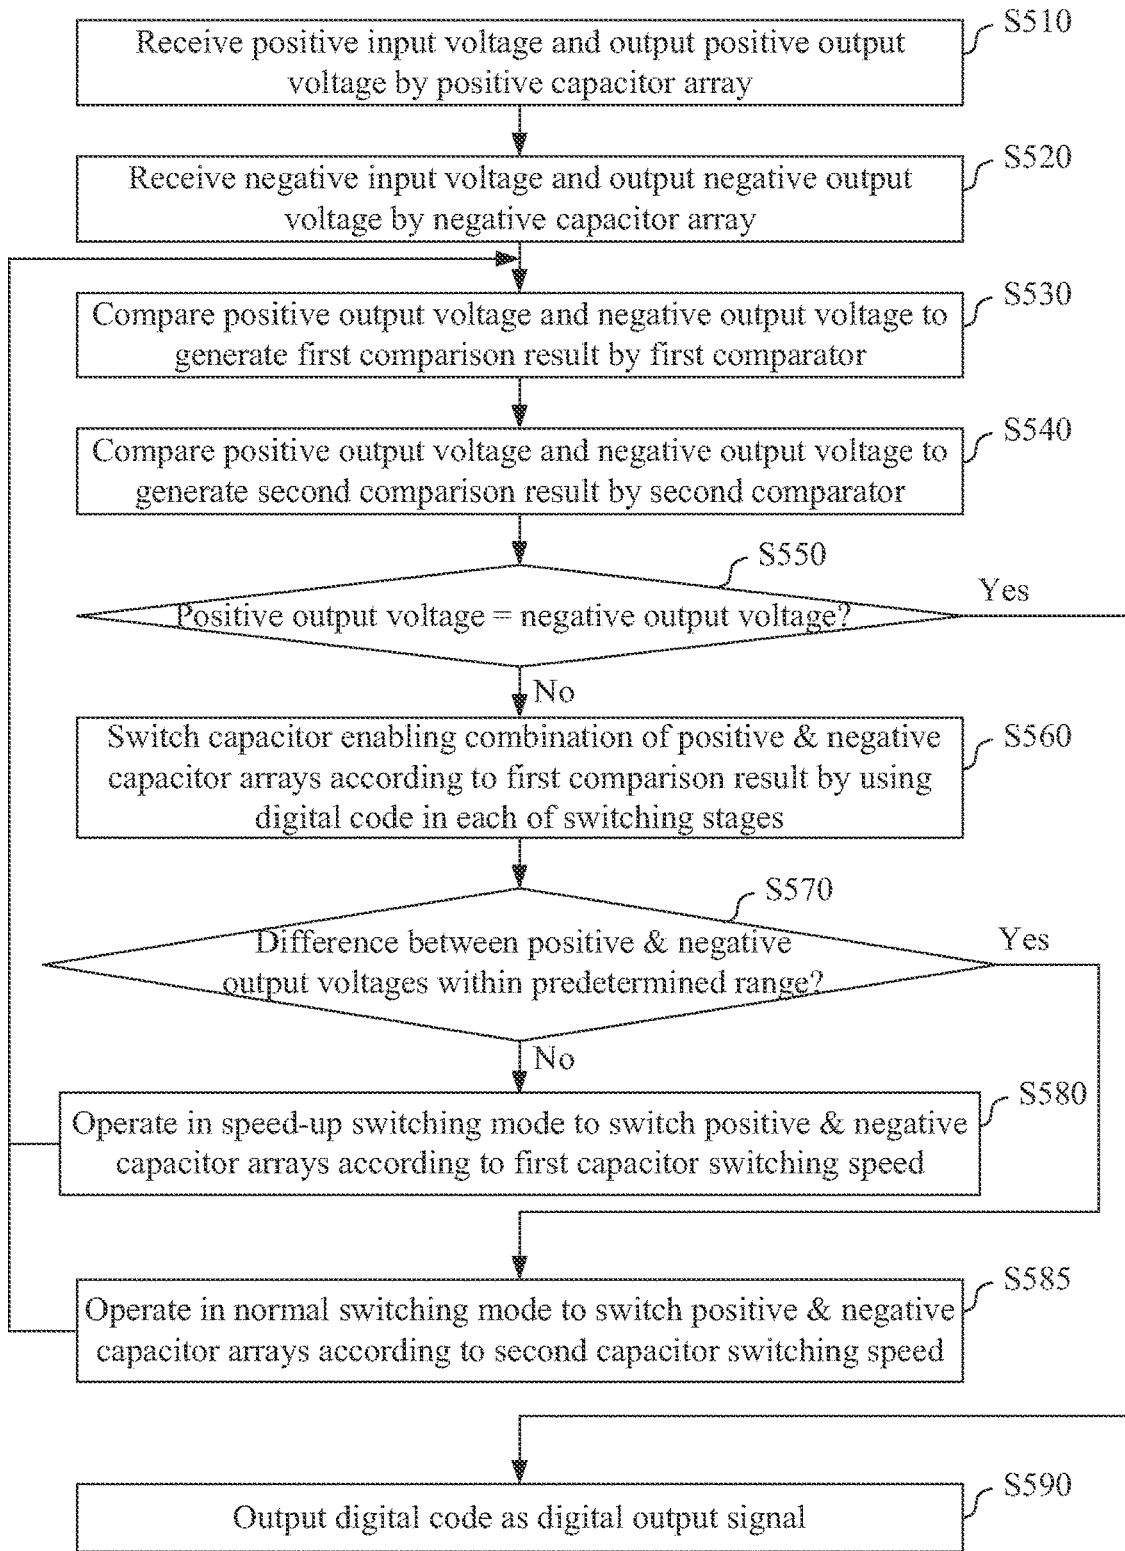 S510
Receive positive input voltage and output positive output
voltage by positive capacitor array
S520
Receive negative input voltage and output negative output
voltage by negative capacitor array
S530
Compare positive output voltage and negative output voltage to
generate first comparison result by first comparator
S540
Compare positive output voltage and negative output voltage to
generate second comparison result by second comparator
S550
Yes
Positive output voltage = negative output voltage?
No
S560
Switch capacitor enabling combination of positive & negative
capacitor arrays according to first comparison result by using
digital code in each of switching stages
S570
Yes
Difference between positive & negative
output voltages within predetermined range?
No
S580
Operate in speed-up switching mode to switch positive & negative
capacitor arrays according to first capacitor switching speed
S585
Operate in normal switching mode to switch positive & negative
capacitor arrays according to second capacitor switching speed
S590
Output digital code as digital output signal